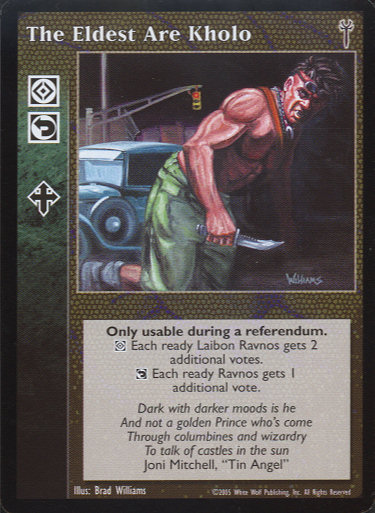 The Eldest Are Kholo
WILLIAMS
Only usable during a referendum.
Each ready Laibon Ravnos gets 2
additional votes.
Each ready Ravnos gets 1
additional vote.
Dark with darker moods is he
And not a golden Prince who's come
Through columbines and wizardry
To talk of castles in the sun
Joni Mitchell, "Tin Angel"
Illus: Brad Williams
©2005 White Wolf Publishing, Inc. All Rights Reserved